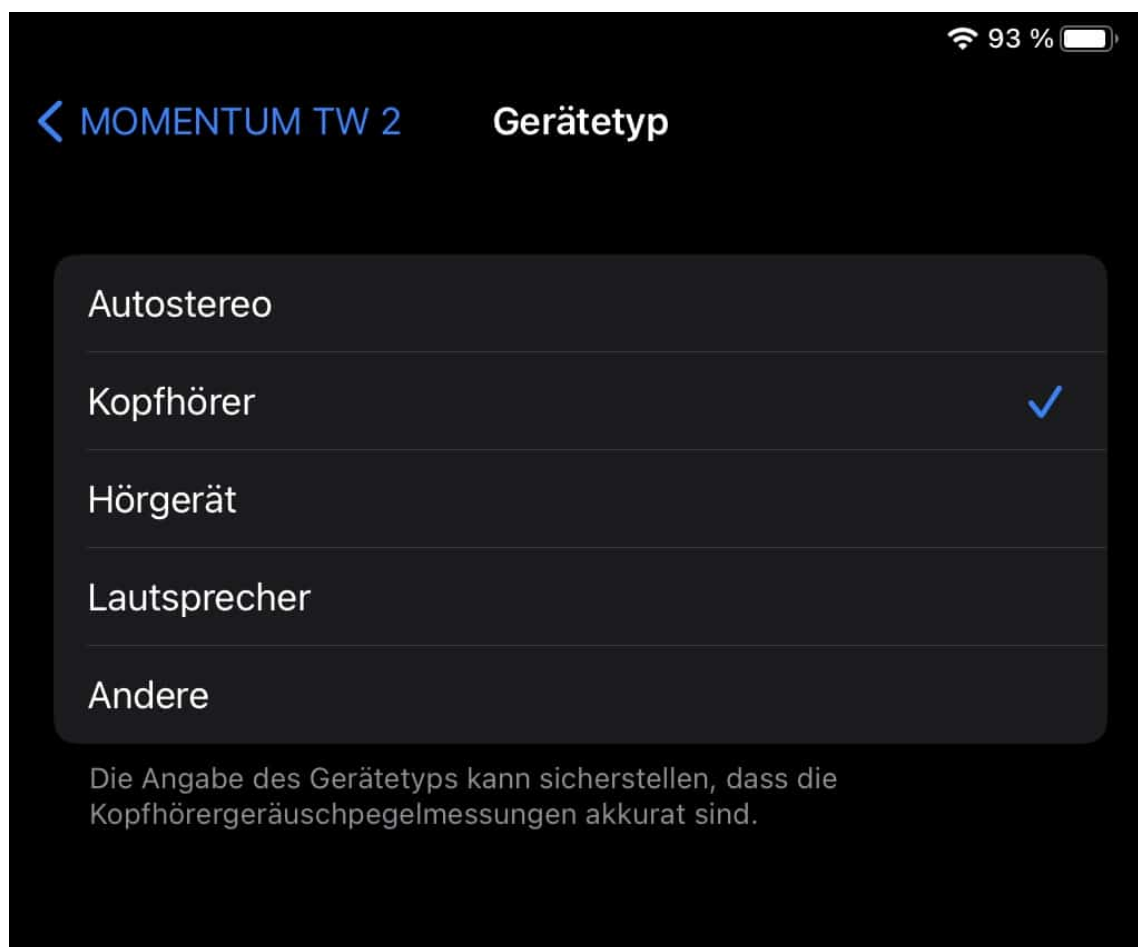 93 %
MOMENTUM TW 2 Gerätetyp
Autostereo
Kopfhörer
Hörgerät
Lautsprecher
Andere
Die Angabe des Gerätetyps kann sicherstellen, dass die
Kopfhörergeräuschpegelmessungen akkurat sind.